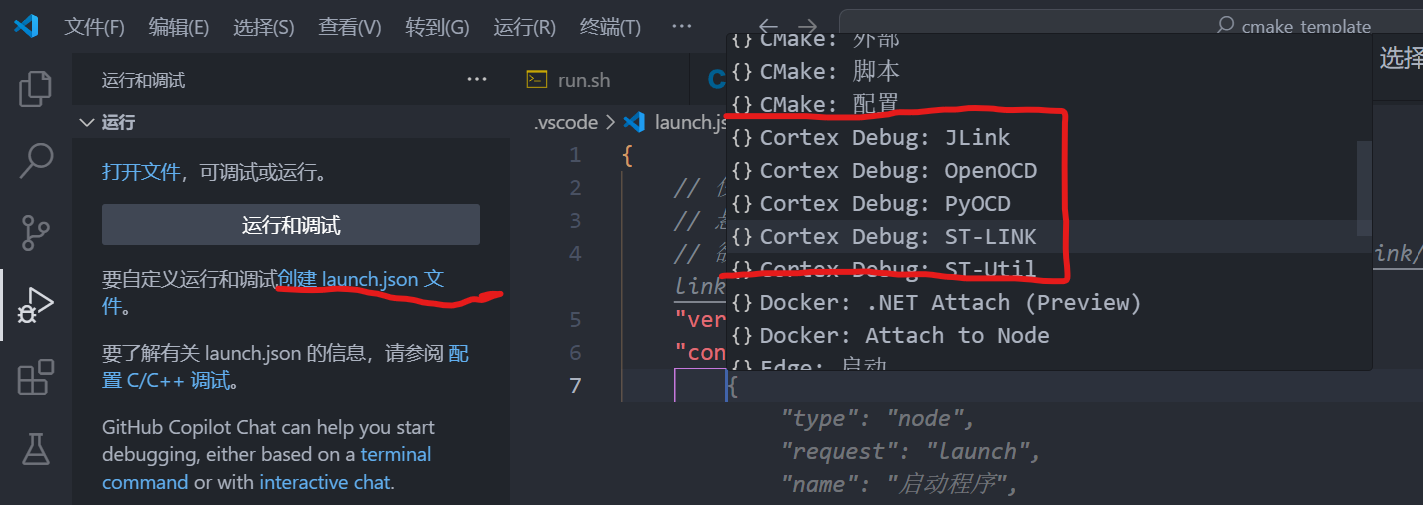 文件(F) 编辑(E) 选择(S) 查看(V) 转到(G) 运行(R) 终端(T) ··· cmake_template
运行和调试 ···
run.sh
运行
打开文件，可调试或运行。
运行和调试
要自定义运行和调试创建 launch.json 文
件。
要了解有关 launch.json 的信息，请参阅 配
置 C/C++ 调试。
GitHub Copilot Chat can help you start
debugging, either based on a terminal
command or with interactive chat.
.vscode > launch.js
1 {
2 //
3 //
4 //
link
5 "ver
6 "con
7 {
"type": "node",
"request": "launch",
"name": "启动程序",
{} CMake: 外部
{} CMake: 脚本
{} CMake: 配置
{} Cortex Debug: JLink
{} Cortex Debug: OpenOCD
{} Cortex Debug: PyOCD
{} Cortex Debug: ST-LINK
{} Cortex Debug: ST-Util
{} Docker: .NET Attach (Preview)
{} Docker: Attach to Node
{} Edge: 启动
选择
ink/